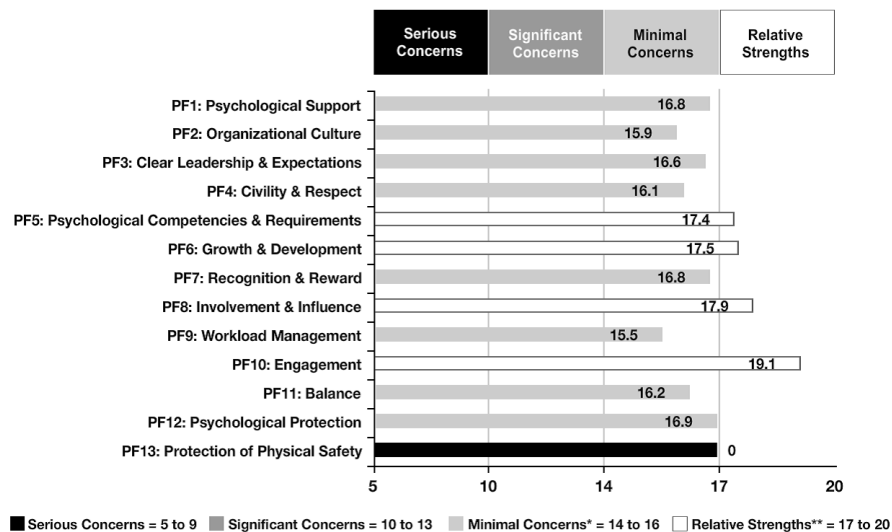 Serious
Concerns
Significant
Concerns
Minimal
Concerns
Relative
Strengths
PF1: Psychological Support 16.8
PF2: Organizational Culture 15.9
PF3: Clear Leadership & Expectations 16.6
PF4: Civility & Respect 16.1
PF5: Psychological Competencies & Requirements 17.4
PF6: Growth & Development 17.5
PF7: Recognition & Reward 16.8
PF8: Involvement & Influence 17.9
PF9: Workload Management 15.5
PF10: Engagement 19.1
PF11: Balance 16.2
PF12: Psychological Protection 16.9
PF13: Protection of Physical Safety 0
5 10 14 17 20
Serious Concerns = 5 to 9 Significant Concerns = 10 to 13 Minimal Concerns* = 14 to 16 Relative Strengths** = 17 to 20